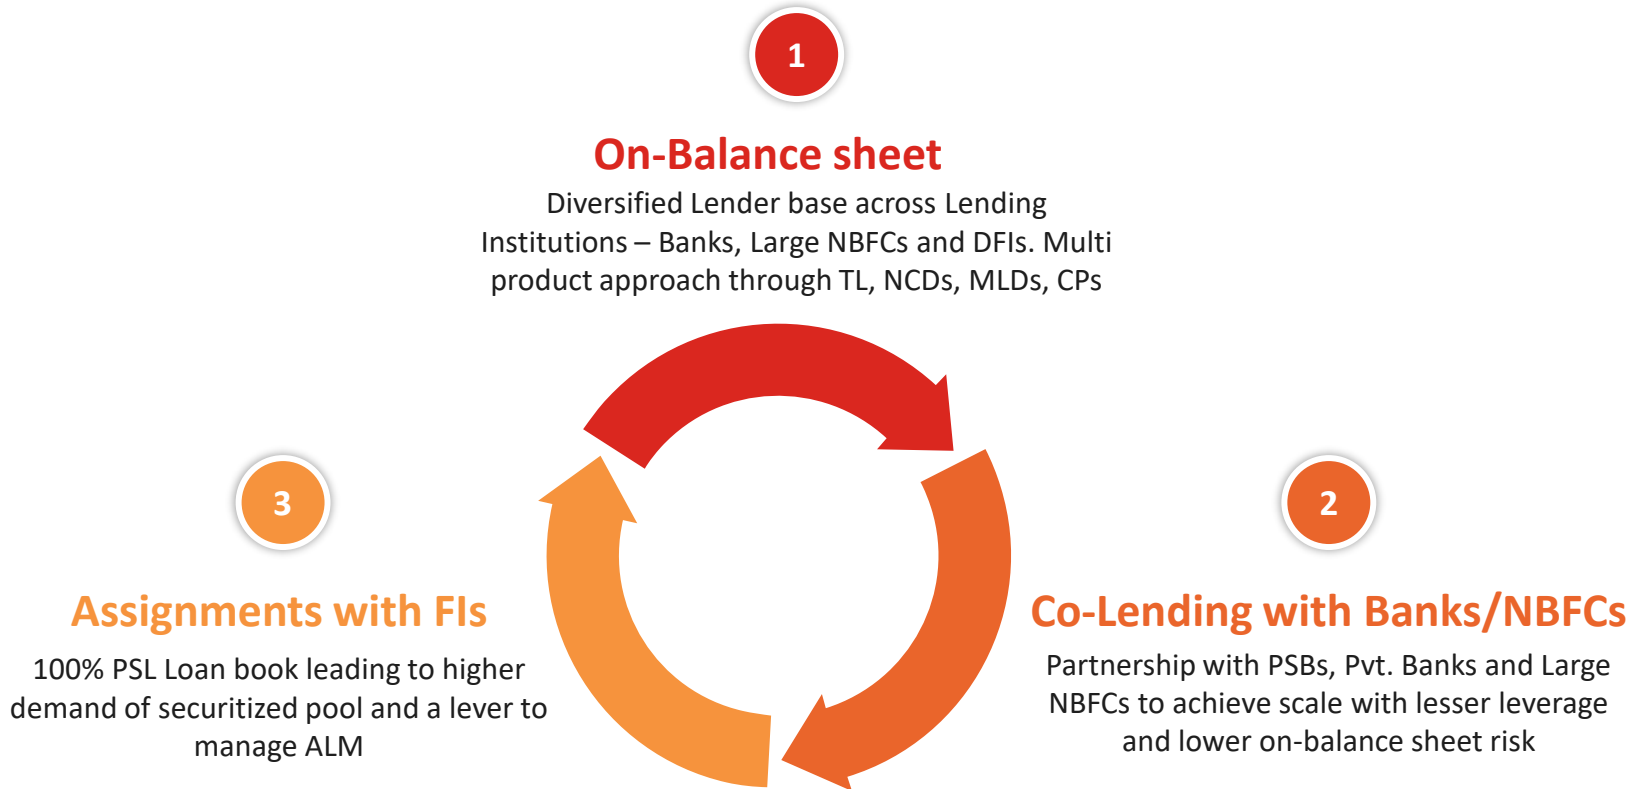 1
On-Balance sheet
Diversified Lender base across Lending
Institutions – Banks, Large NBFCs and DFIs. Multi
product approach through TL, NCDs, MLDs, CPs
2
Co-Lending with Banks/NBFCs
Partnership with PSBs, Pvt. Banks and Large
NBFCs to achieve scale with lesser leverage
and lower on-balance sheet risk
3
Assignments with FIs
100% PSL Loan book leading to higher
demand of securitized pool and a lever to
manage ALM